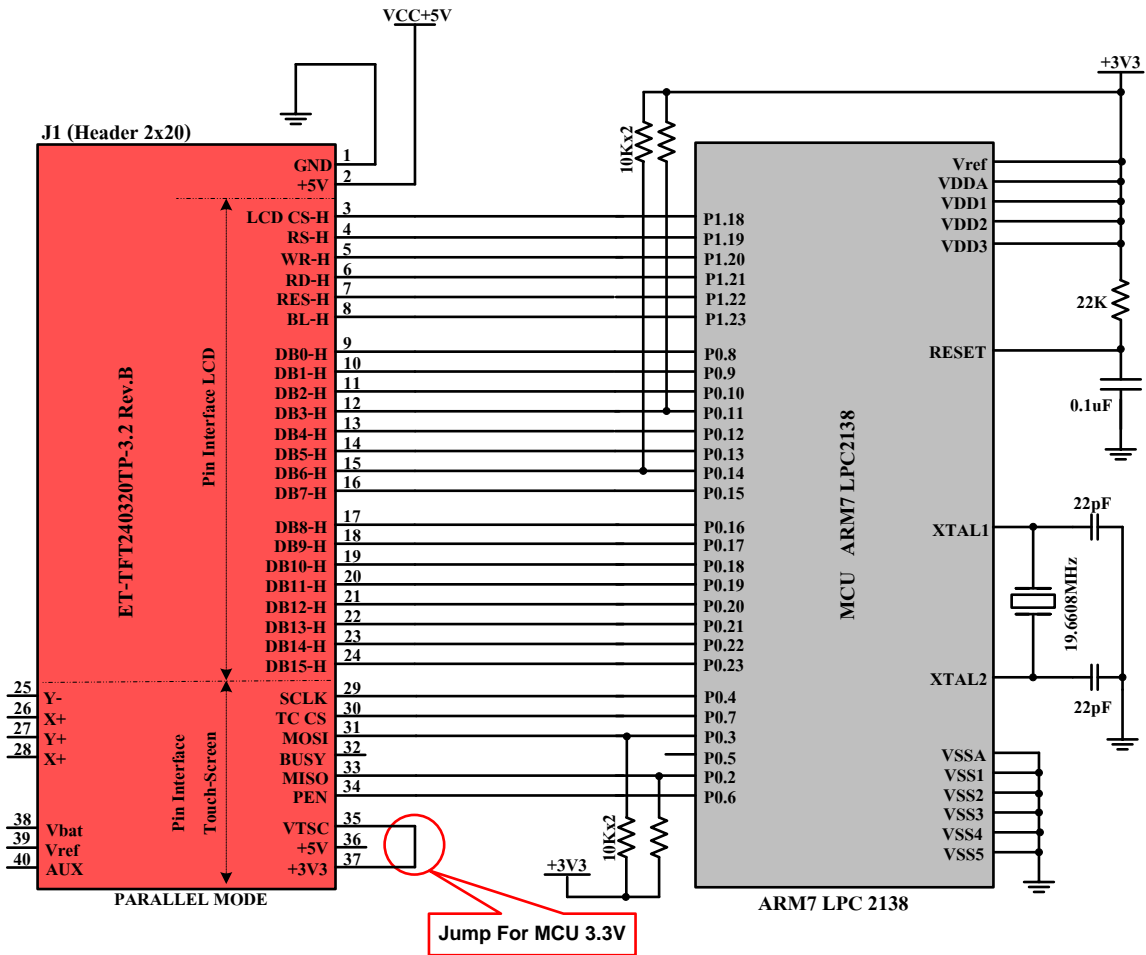 VCC+5V
+3V3
J1 (Header 2x20)
10Kx2
GND 1
+5V 2
LCD CS-H 3
RS-H 4
WR-H 5
RD-H 6
RES-H 7
BL-H 8
DB0-H 9
DB1-H 10
DB2-H 11
DB3-H 12
DB4-H 13
DB5-H 14
DB6-H 15
DB7-H 16
DB8-H 17
DB9-H 18
DB10-H 19
DB11-H 20
DB12-H 21
DB13-H 22
DB14-H 23
DB15-H 24
SCLK 29
TC CS 30
MOSI 31
BUSY 32
MISO 33
PEN 34
VTSC 35
+5V 36
+3V3 37
25 Y-
26 X+
27 Y+
28 X+
38 Vbat
39 Vref
40 AUX
ET-TFT240320TP-3.2 Rev.B
Pin Interface LCD
Pin Interface
Touch-Screen
PARALLEL MODE
P1.18
P1.19
P1.20
P1.21
P1.22
P1.23
P0.8
P0.9
P0.10
P0.11
P0.12
P0.13
P0.14
P0.15
P0.16
P0.17
P0.18
P0.19
P0.20
P0.21
P0.22
P0.23
P0.4
P0.7
P0.3
P0.5
P0.2
P0.6
MCU ARM7 LPC2138
Vref
VDDA
VDD1
VDD2
VDD3
RESET
XTAL1
XTAL2
VSSA
VSS1
VSS2
VSS3
VSS4
VSS5
22K
0.1uF
22pF
19.6608MHz
22pF
10Kx2
+3V3
ARM7 LPC 2138
Jump For MCU 3.3V